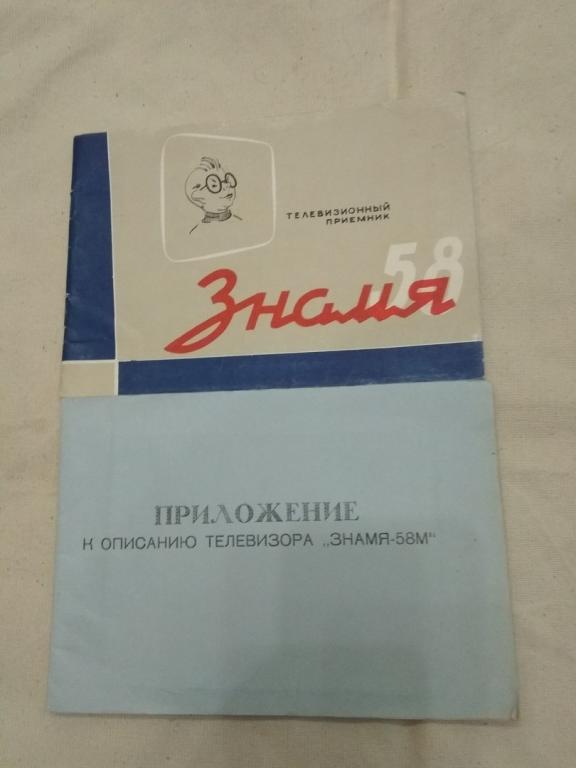 ТЕЛЕВИЗИОННЫЙ
ПРИЕМНИК
58
Знамя
ПРИЛОЖЕНИЕ
К ОПИСАНИЮ ТЕЛЕВИЗОРА „ЗНАМЯ-58М"